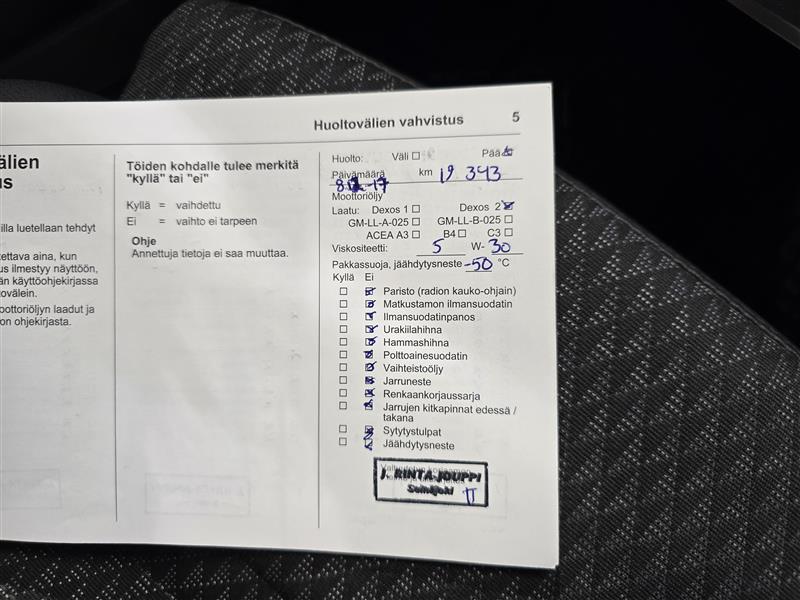 Huoltovälien vahvistus 5
älien
us
illa luetellaan tehdyt
ettava aina, kun
us ilmestyy näyttöön,
än käyttöohjekirjassa
ovälein.
oottoriöljyn laadut ja
on ohjekirjasta.
Töiden kohdalle tulee merkitä
"kyllä" tai "ei"
Kyllä = vaihdettu
Ei = vaihto ei tarpeen
Ohje
Annettuja tietoja ei saa muuttaa.
Huolto: Väli Pää
Päivämäärä km 19 343
Moottoriöljy
Laatu: Dexos 1 Dexos 2
GM-LL-A-025 GM-LL-B-025
ACEA A3 B4 C3
Viskositeetti: 5 W- 30
Pakkassuoja, jäähdytysneste -50 °C
Kyllä Ei
Paristo (radion kauko-ohjain)
Matkustamon ilmansuodatin
Ilmansuodatinpanos
Urakiilahihna
Hammashihna
Polttoainesuodatin
Vaihteistoöljy
Jarruneste
Renkaankorjaussarja
Jarrujen kitkapinnat edessä /
takana
Sytytystulpat
Jäähdytysneste
J. RINTA-JOUPPI
Seinäjoki